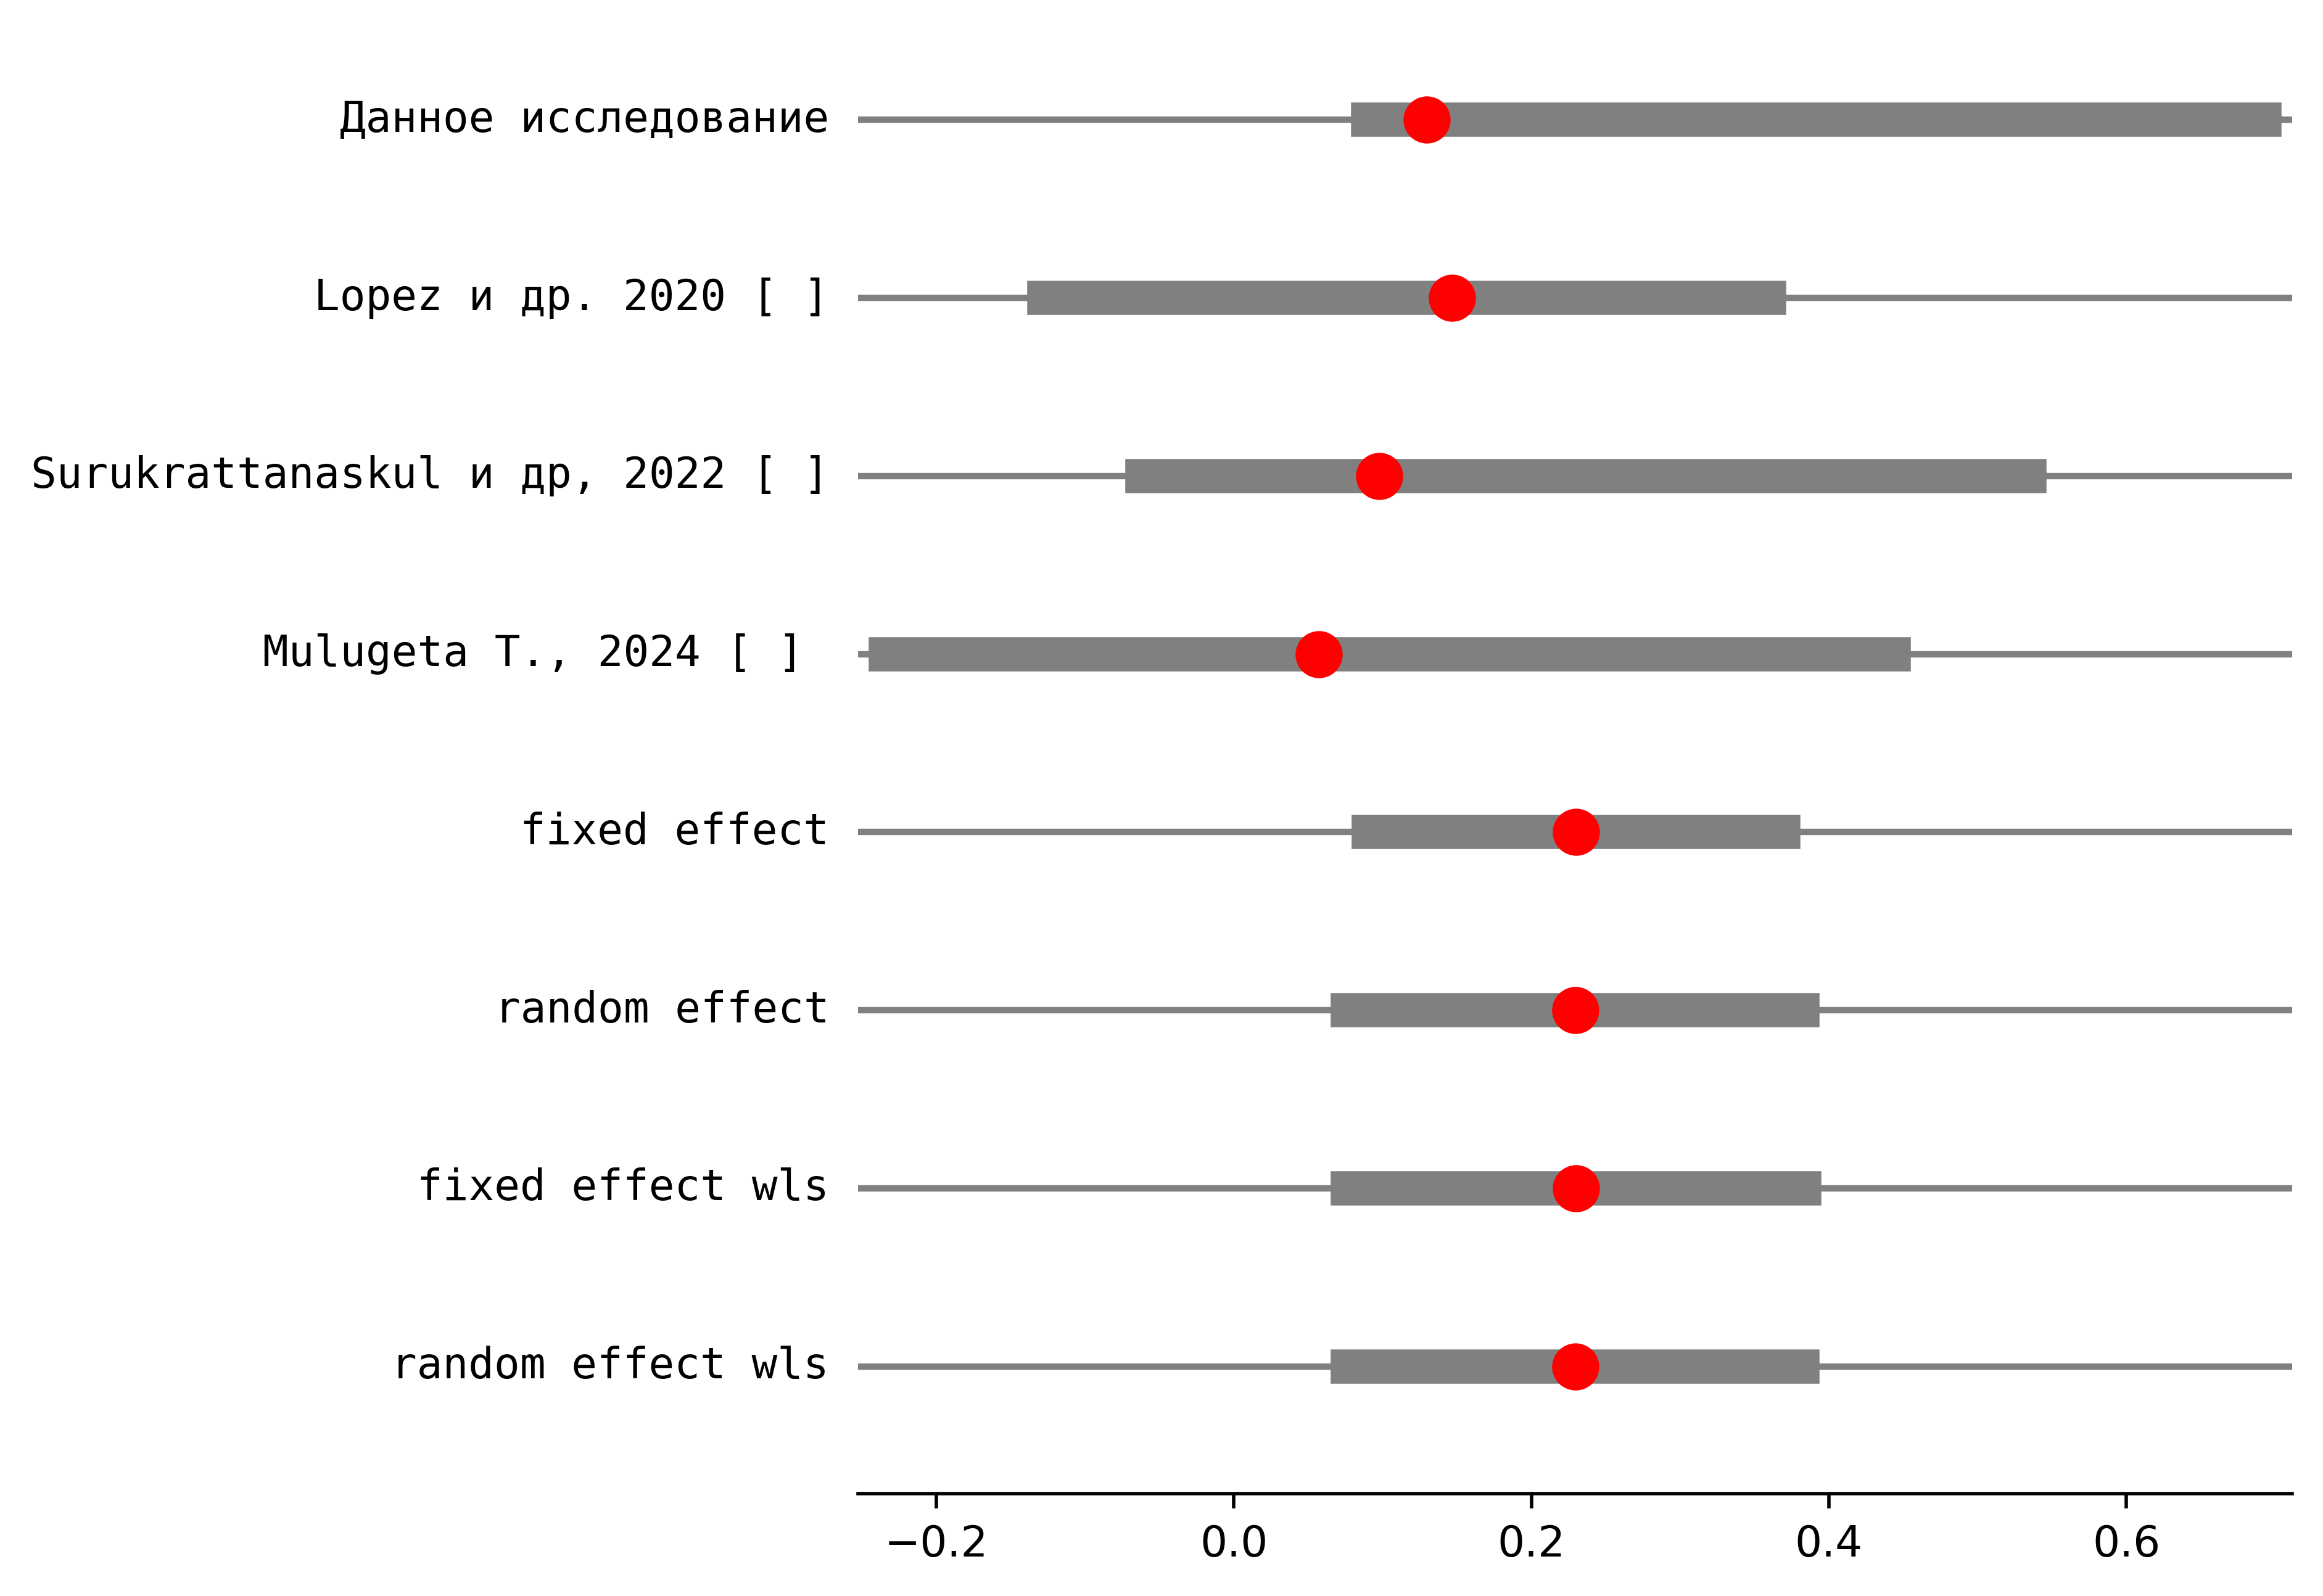 Данное исследование
Lopez и др. 2020 [ ]
Surukrattanaskul и др, 2022 [ ]
Mulugeta T., 2024 [ ]
fixed effect
random effect
fixed effect wls
random effect wls
−0.2 0.0 0.2 0.4 0.6